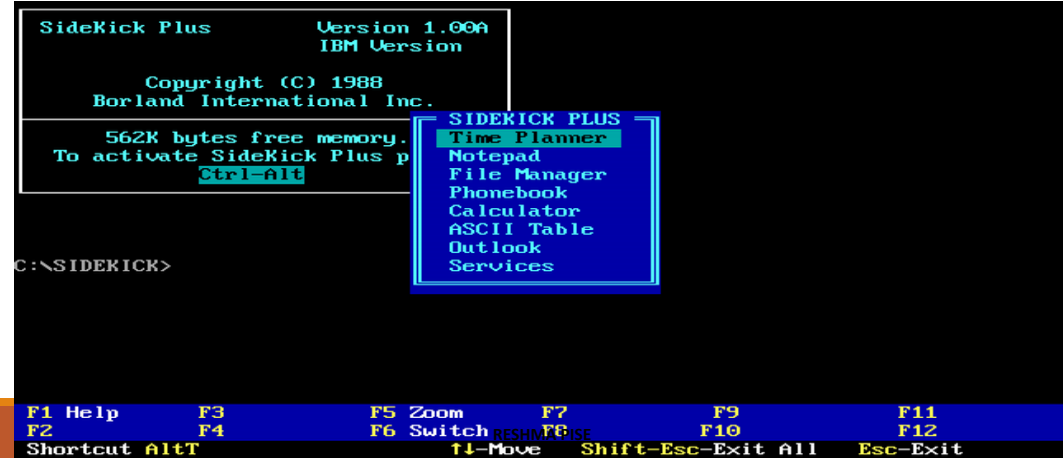 SideKick Plus Version 1.00A
IBM Version
Copyright (C) 1988
Borland International Inc.
562K bytes free memory.
To activate SideKick Plus p
Ctrl-Alt
SIDEKICK PLUS
Time Planner
Notepad
File Manager
Phonebook
Calculator
ASCII Table
Outlook
Services
C:\SIDEKICK>
F1 Help F3 F5 Zoom F7 F9 F11
F2 F4 F6 Switch F8 F10 F12
RESHMA PISE
Shortcut AltT ↑↓-Move Shift-Esc-Exit All Esc-Exit